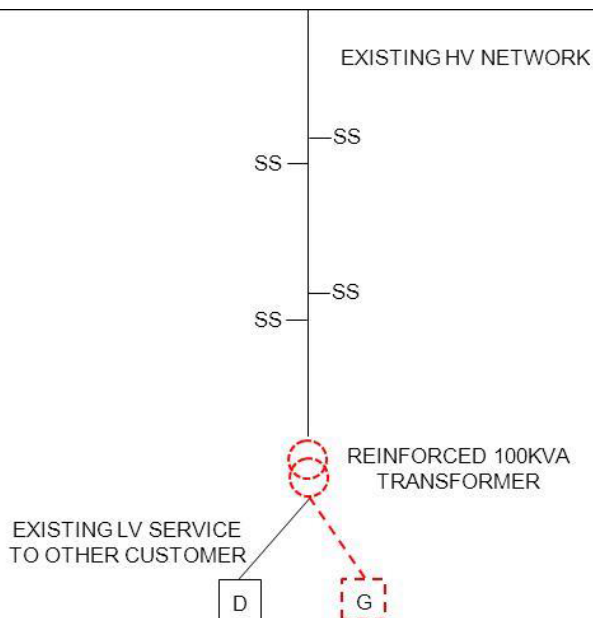 EXISTING HV NETWORK
SS
SS
SS
SS
REINFORCED 100KVA
TRANSFORMER
EXISTING LV SERVICE
TO OTHER CUSTOMER
D
G